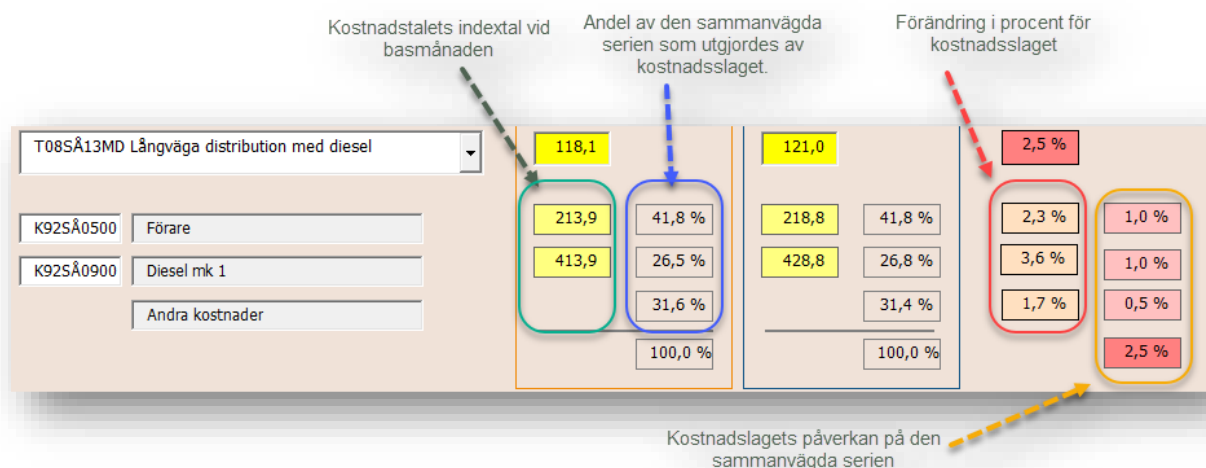 Kostnadstalets indextal vid
basmånaden
Andel av den sammanvägda
serien som utgjordes av
kostnadsslaget.
Förändring i procent för
kostnadsslaget
T08SÅ13MD Långväga distribution med diesel
118,1
121,0
2,5 %
K92SÅ0500 Förare 213,9 41,8 % 218,8 41,8 % 2,3 % 1,0 %
K92SÅ0900 Diesel mk 1 413,9 26,5 % 428,8 26,8 % 3,6 % 1,0 %
Andra kostnader 31,6 % 31,4 % 1,7 % 0,5 %
100,0 % 100,0 % 2,5 %
Kostnadslagets påverkan på den
sammanvägda serien